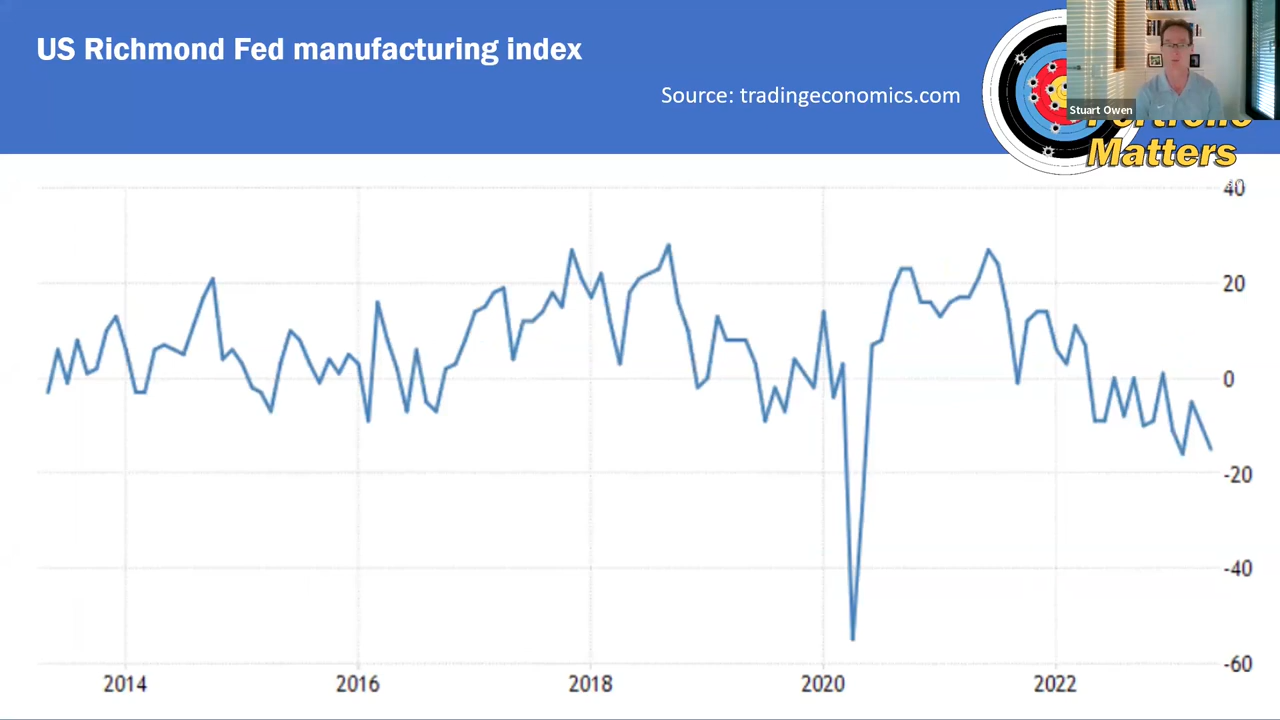 US Richmond Fed manufacturing index
Source: tradingeconomics.com
Stuart Owen
Portfolio
Matters
40
20
0
-20
-40
-60
2014 2016 2018 2020 2022